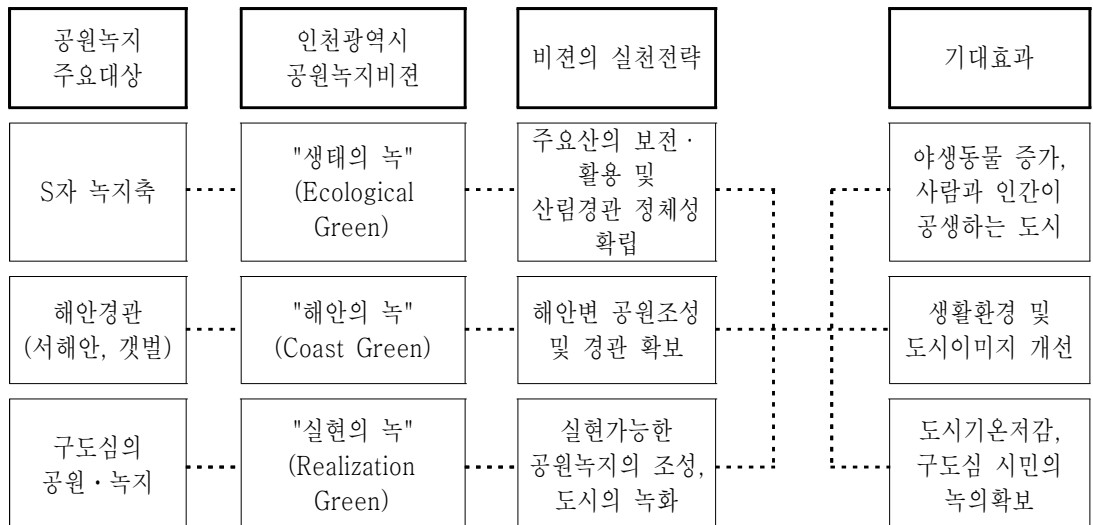 공원녹지
주요대상
인천광역시
공원녹지비젼
비젼의 실천전략
기대효과
S자 녹지축
"생태의 녹"
(Ecological
Green)
주요산의 보전·
활용 및
산림경관 정체성
확립
야생동물 증가,
사람과 인간이
공생하는 도시
해안경관
(서해안, 갯벌)
"해안의 녹"
(Coast Green)
해안변 공원조성
및 경관 확보
생활환경 및
도시이미지 개선
구도심의
공원·녹지
"실현의 녹"
(Realization
Green)
실현가능한
공원녹지의 조성,
도시의 녹화
도시기온저감,
구도심 시민의
녹의확보